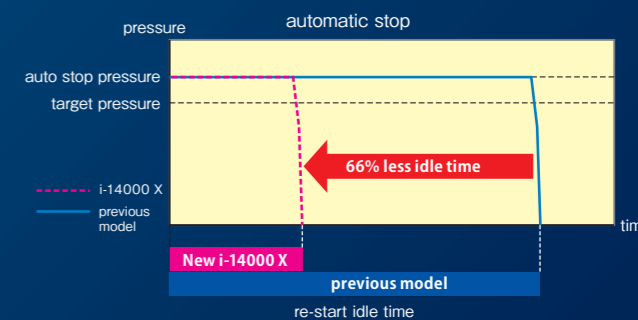 automatic stop
pressure
auto stop pressure
target pressure
66% less idle time
i-14000 X
previous
model
New i-14000 X
previous model
re-start idle time